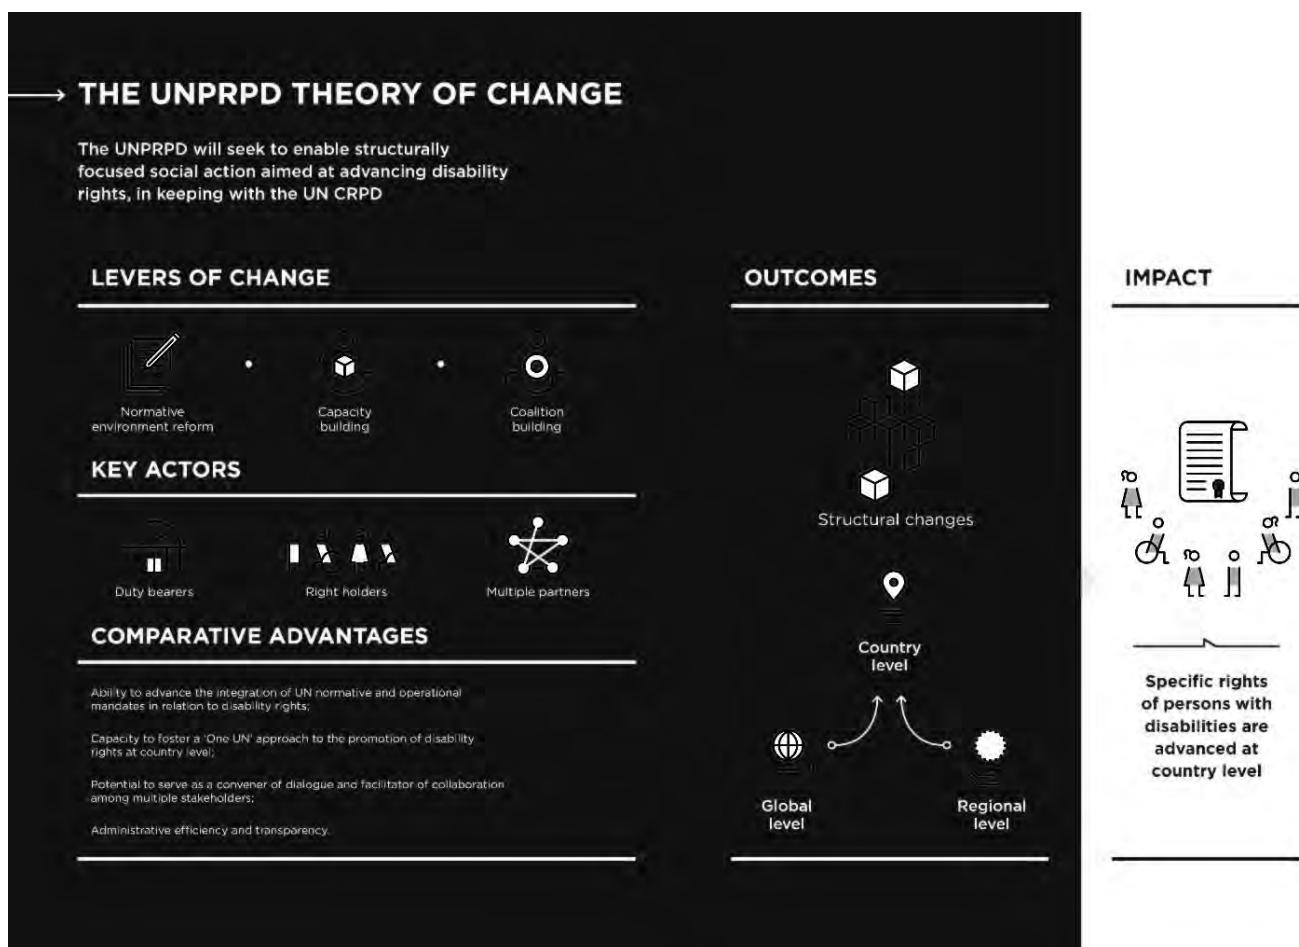 THE UNPRPD THEORY OF CHANGE
The UNPRPD will seek to enable structurally
focused social action aimed at advancing disability
rights, in keeping with the UN CRPD
LEVERS OF CHANGE
Normative
environment reform
Capacity
building
Coalition
building
KEY ACTORS
Duty bearers
Right holders
Multiple partners
COMPARATIVE ADVANTAGES
Ability to advance the integration of UN normative and operational
mandates in relation to disability rights;
Capacity to foster a 'One UN' approach to the promotion of disability
rights at country level;
Potential to serve as a convener of dialogue and facilitator of collaboration
among multiple stakeholders;
Administrative efficiency and transparency.
OUTCOMES
Structural changes
Country
level
Global
level
Regional
level
IMPACT
Specific rights
of persons with
disabilities are
advanced at
country level